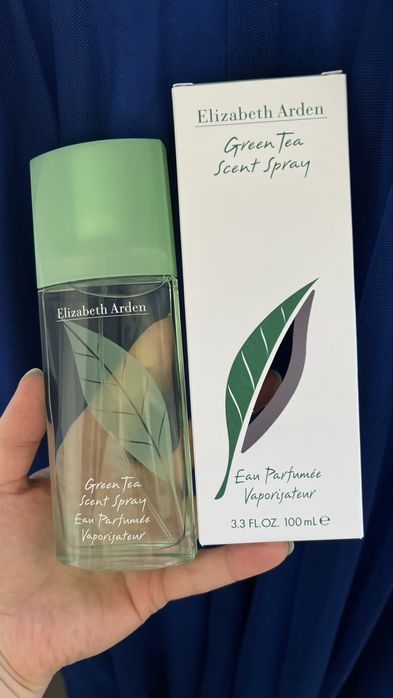 Elizabeth Arden
Green Tea
Scent Spray
Eau Parfumée
Vaporisateur
Elizabeth Arden
Green Tea
Scent Spray
Eau Parfumée
Vaporisateur
3.3 FL.OZ. 100 mL ℮